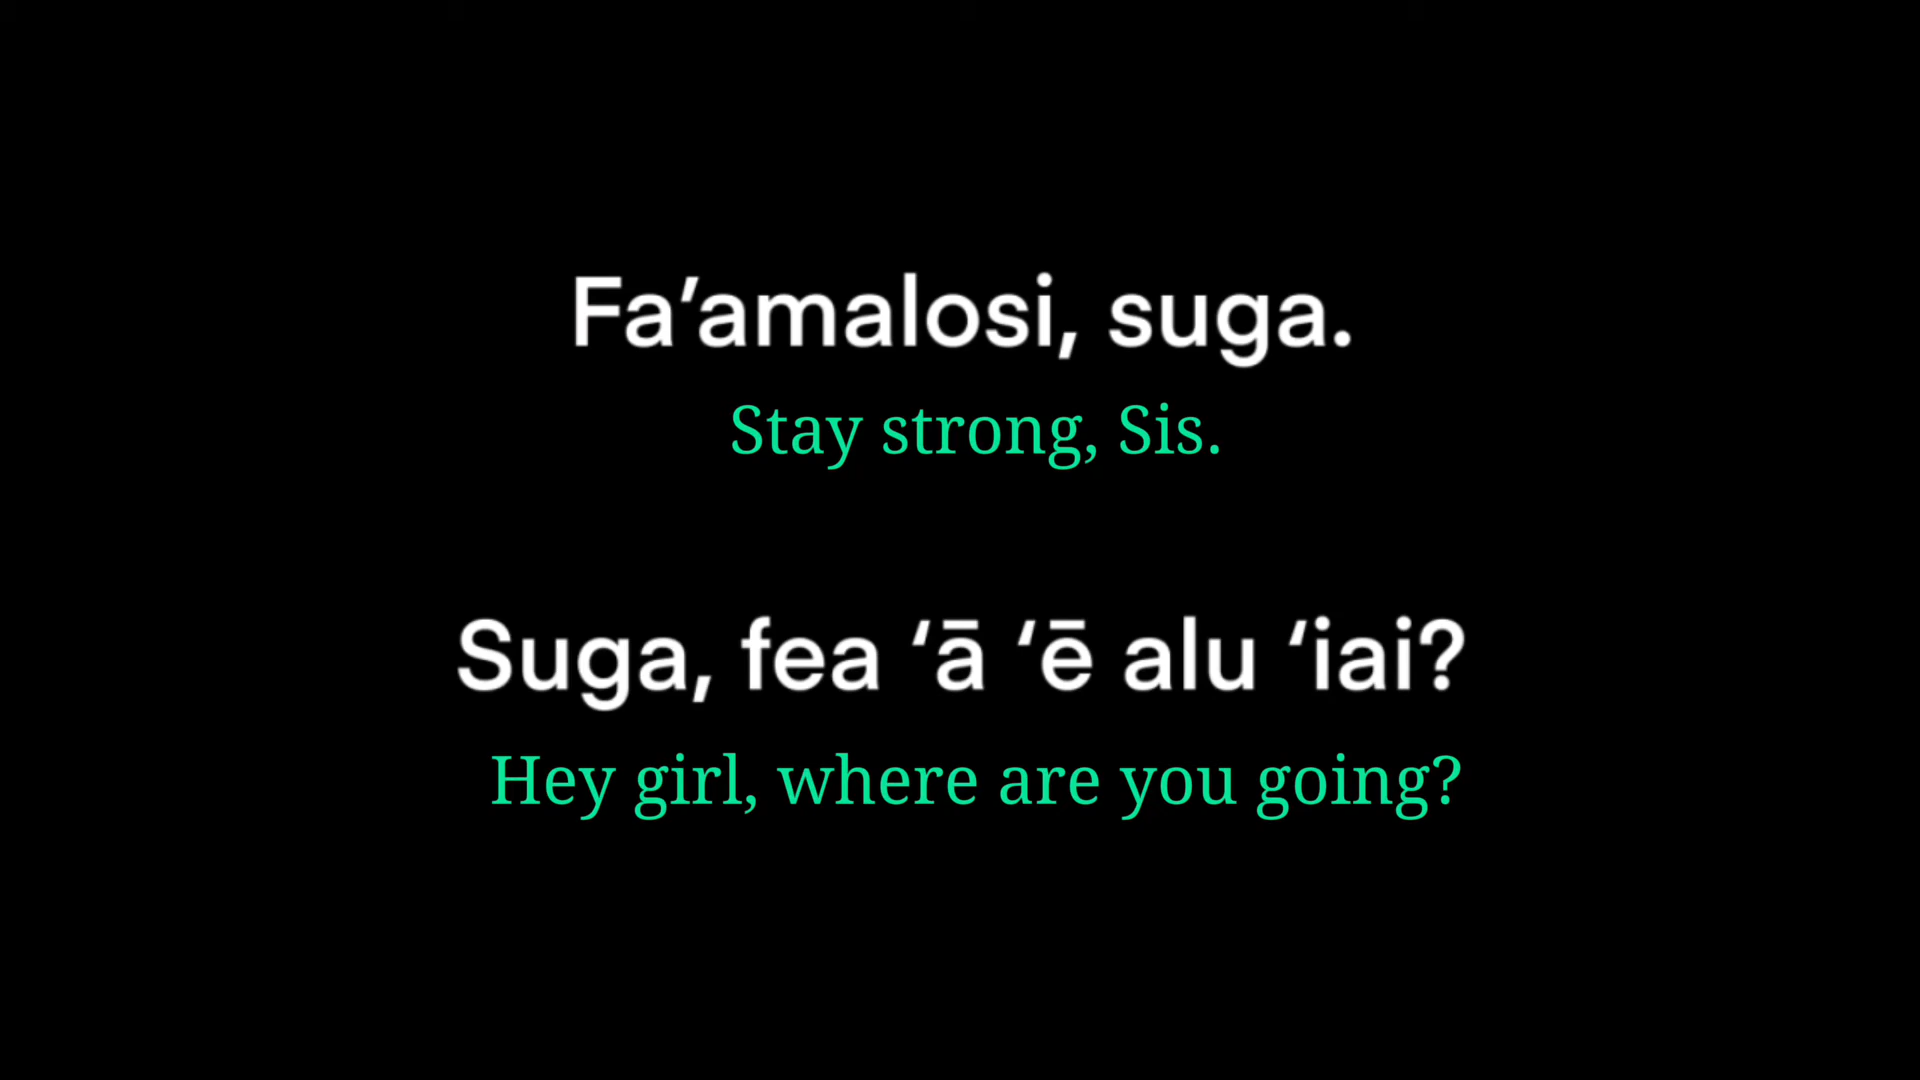 Fa’amalosi, suga.
Stay strong, Sis.
Suga, fea ‘ā ‘ē alu ‘iai?
Hey girl, where are you going?